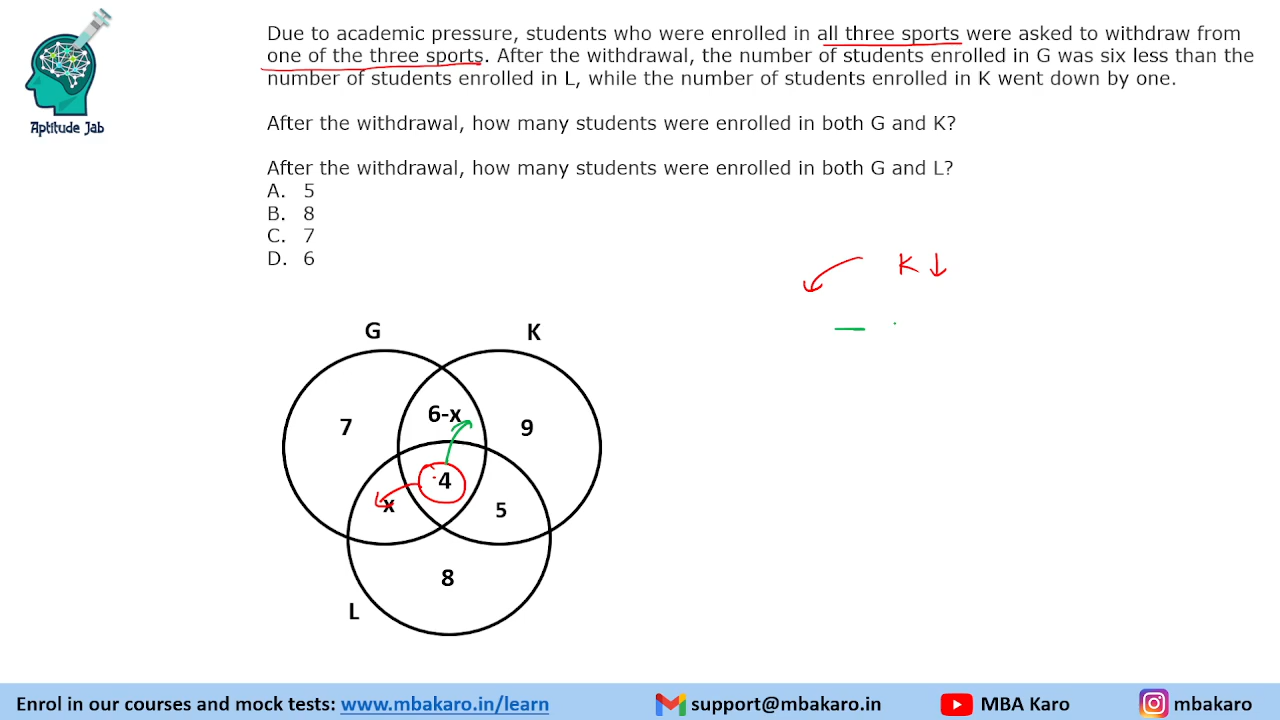 Due to academic pressure, students who were enrolled in all three sports were asked to withdraw from
one of the three sports. After the withdrawal, the number of students enrolled in G was six less than the
number of students enrolled in L, while the number of students enrolled in K went down by one.
Aptitude Jab
After the withdrawal, how many students were enrolled in both G and K?
After the withdrawal, how many students were enrolled in both G and L?
A. 5
B. 8
C. 7
D. 6
K ↓
G
K
7
6-x
9
4
x
5
8
L
Enrol in our courses and mock tests: www.mbakaro.in/learn
support@mbakaro.in
MBA Karo
mbakaro